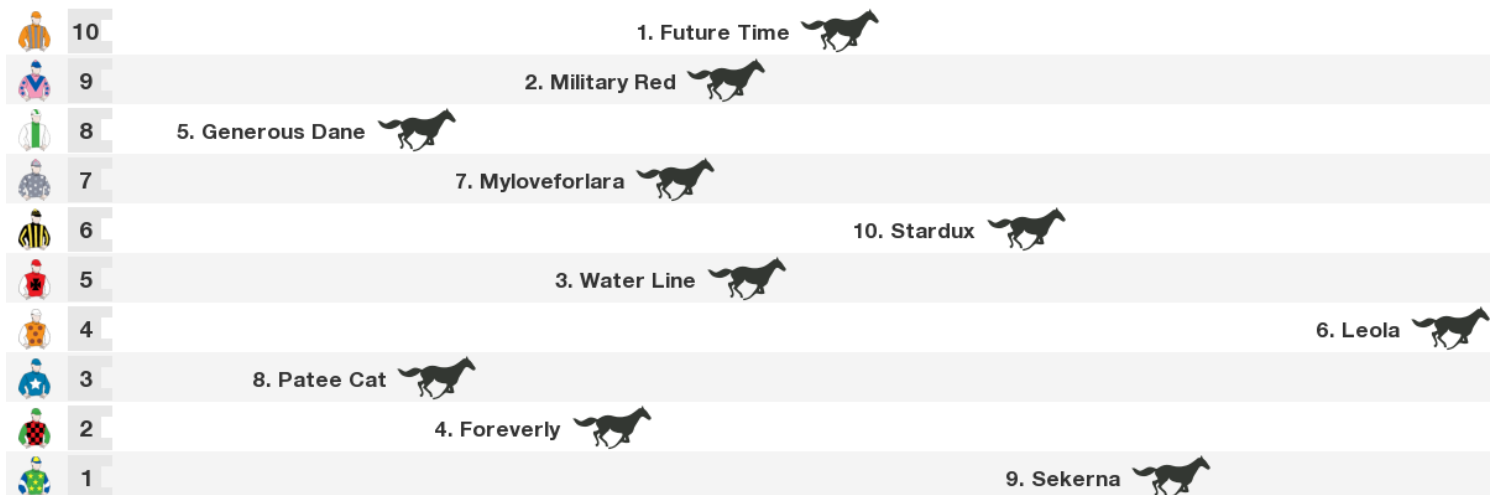 10 1. Future Time
9 2. Military Red
8 5. Generous Dane
7 7. Myloveforlara
6 10. Stardux
5 3. Water Line
4 6. Leola
3 8. Patee Cat
2 4. Foreverly
1 9. Sekerna